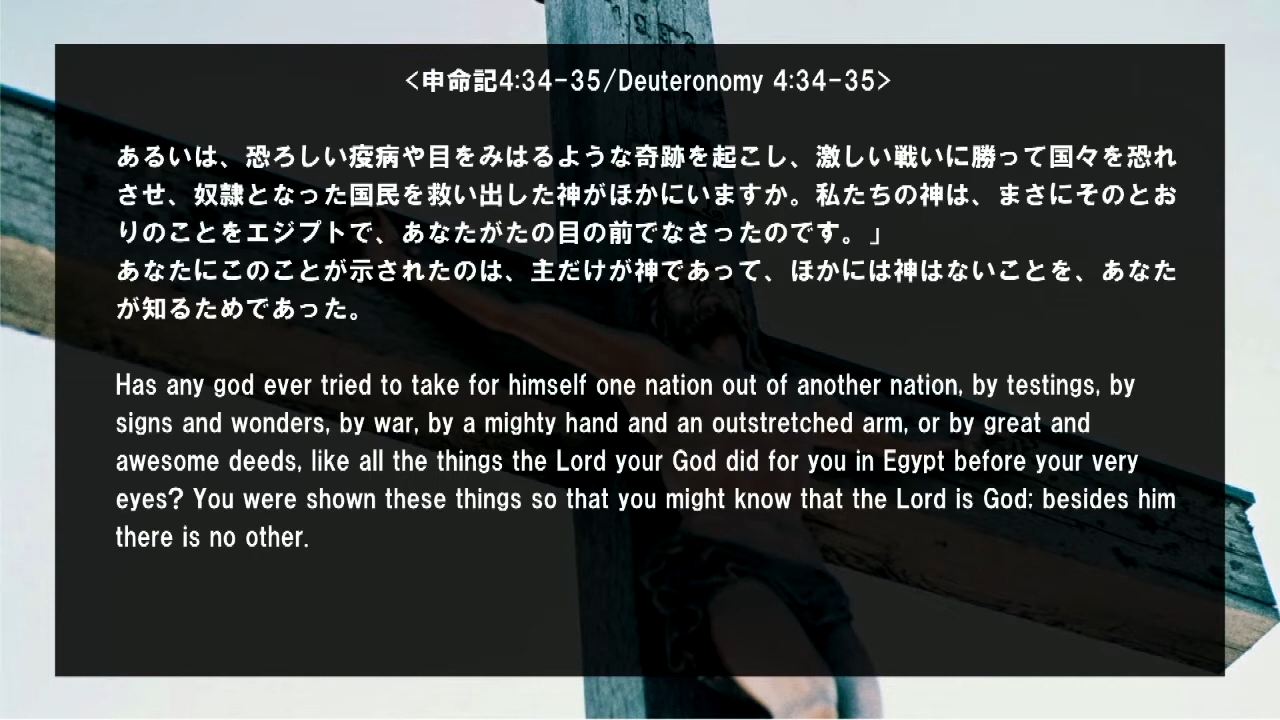 <申命記4:34-35/Deuteronomy 4:34-35>
あるいは、恐ろしい疫病や目をみはるような奇跡を起こし、激しい戦いに勝って国々を恐れ
させ、奴隷となった国民を救い出した神がほかにいますか。私たちの神は、まさにそのとお
りのことをエジプトで、あなたがたの目の前でなさったのです。」
あなたにこのことが示されたのは、主だけが神であって、ほかには神はないことを、あなた
が知るためであった。
Has any god ever tried to take for himself one nation out of another nation, by testings, by
signs and wonders, by war, by a mighty hand and an outstretched arm, or by great and
awesome deeds, like all the things the Lord your God did for you in Egypt before your very
eyes? You were shown these things so that you might know that the Lord is God; besides him
there is no other.